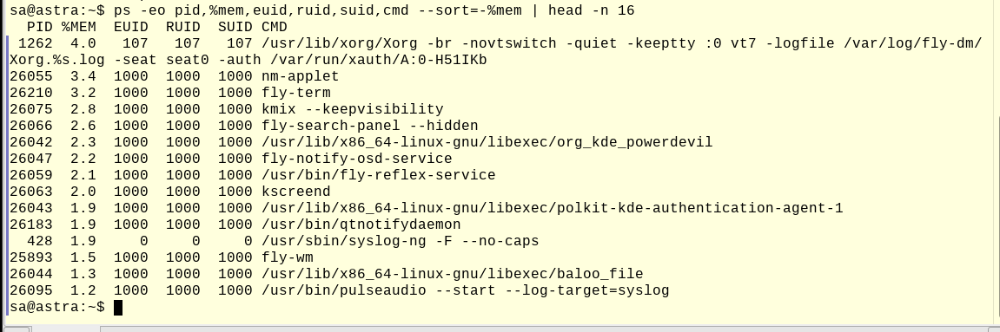 sa@astra:~$ ps -eo pid,%mem,euid,ruid,suid,cmd --sort=-%mem | head -n 16
  PID %MEM  EUID  RUID  SUID CMD
 1262  4.0   107   107   107 /usr/lib/xorg/Xorg -br -novtswitch -quiet -keeptty :0 vt7 -logfile /var/log/fly-dm/
Xorg.%s.log -seat seat0 -auth /var/run/xauth/A:0-H51IKb
26055  3.4  1000  1000  1000 nm-applet
26210  3.2  1000  1000  1000 fly-term
26075  2.8  1000  1000  1000 kmix --keepvisibility
26066  2.6  1000  1000  1000 fly-search-panel --hidden
26042  2.3  1000  1000  1000 /usr/lib/x86_64-linux-gnu/libexec/org_kde_powerdevil
26047  2.2  1000  1000  1000 fly-notify-osd-service
26059  2.1  1000  1000  1000 /usr/bin/fly-reflex-service
26063  2.0  1000  1000  1000 kscreend
26043  1.9  1000  1000  1000 /usr/lib/x86_64-linux-gnu/libexec/polkit-kde-authentication-agent-1
26183  1.9  1000  1000  1000 /usr/bin/qtnotifydaemon
  428  1.9     0     0     0 /usr/sbin/syslog-ng -F --no-caps
25893  1.5  1000  1000  1000 fly-wm
26044  1.3  1000  1000  1000 /usr/lib/x86_64-linux-gnu/libexec/baloo_file
26095  1.2  1000  1000  1000 /usr/bin/pulseaudio --start --log-target=syslog
sa@astra:~$